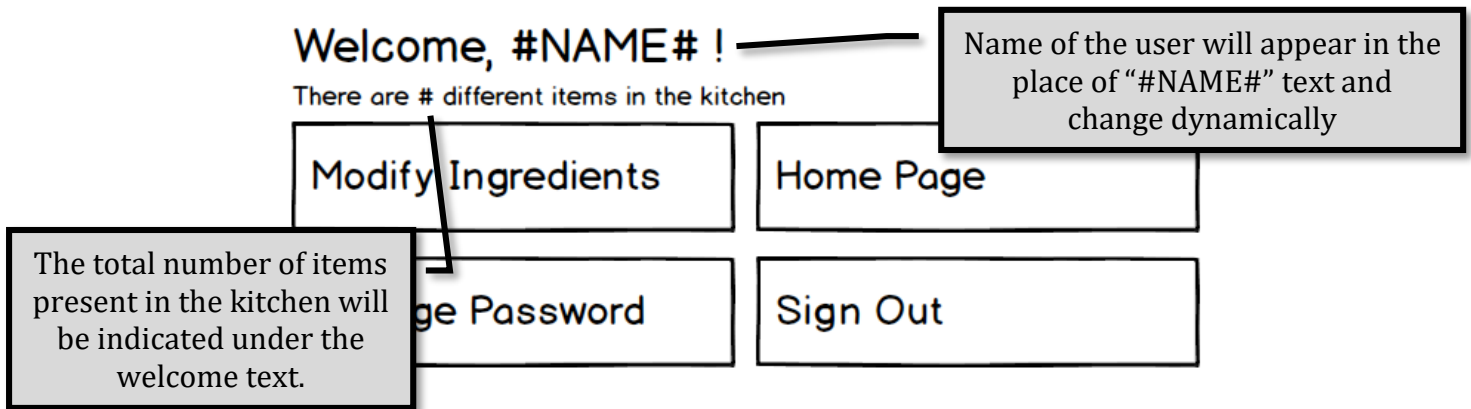 Welcome, #NAME# !
There are # different items in the kitchen
Name of the user will appear in the
place of “#NAME#” text and
change dynamically
Modify Ingredients
Home Page
The total number of items
present in the kitchen will
be indicated under the
welcome text.
ge Password
Sign Out